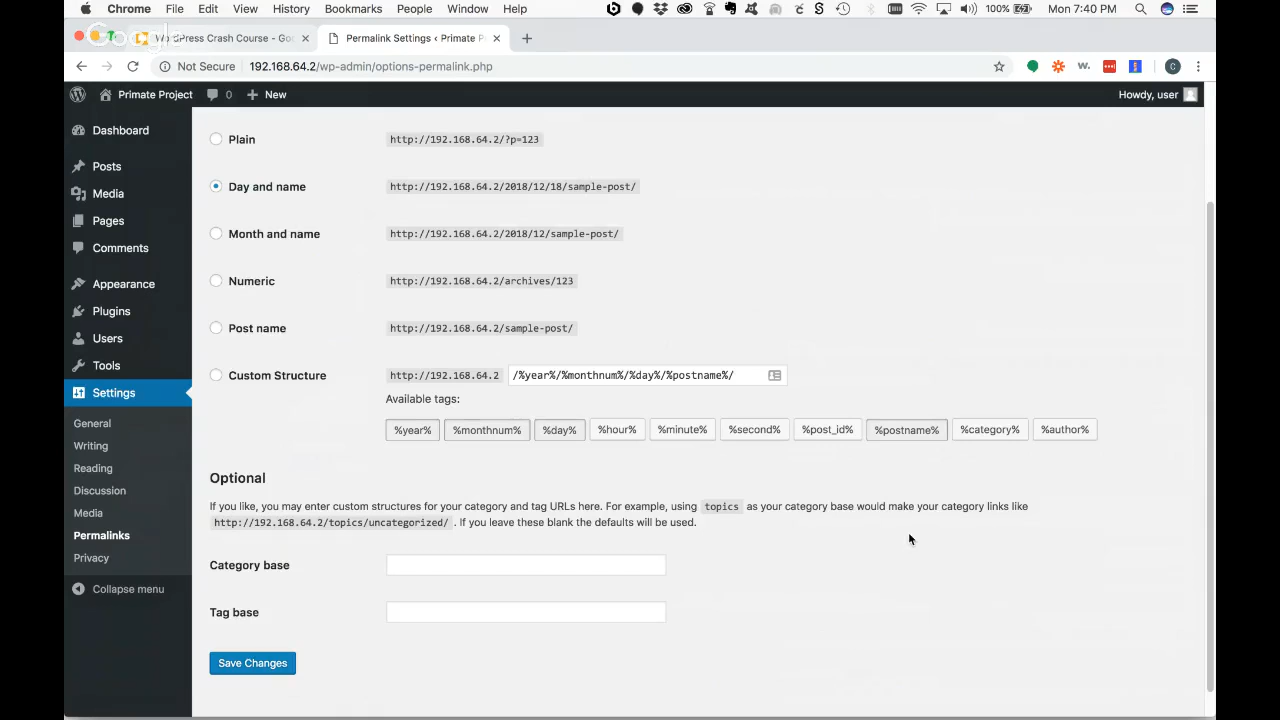 Chrome File Edit View History Bookmarks People Window Help 100% Mon 7:40 PM
Google
WordPress Crash Course - Go
Permalink Settings ‹ Primate P
Not Secure 192.168.64.2/wp-admin/options-permalink.php
Primate Project 0 New Howdy, user
Dashboard
Posts
Media
Pages
Comments
Appearance
Plugins
Users
Tools
Settings
General
Writing
Reading
Discussion
Media
Permalinks
Privacy
Collapse menu
Plain http://192.168.64.2/?p=123
Day and name http://192.168.64.2/2018/12/18/sample-post/
Month and name http://192.168.64.2/2018/12/sample-post/
Numeric http://192.168.64.2/archives/123
Post name http://192.168.64.2/sample-post/
Custom Structure http://192.168.64.2 /%year%/%monthnum%/%day%/%postname%/
Available tags:
%year% %monthnum% %day% %hour% %minute% %second% %post_id% %postname% %category% %author%
Optional
If you like, you may enter custom structures for your category and tag URLs here. For example, using topics as your category base would make your category links like
http://192.168.64.2/topics/uncategorized/ . If you leave these blank the defaults will be used.
Category base
Tag base
Save Changes